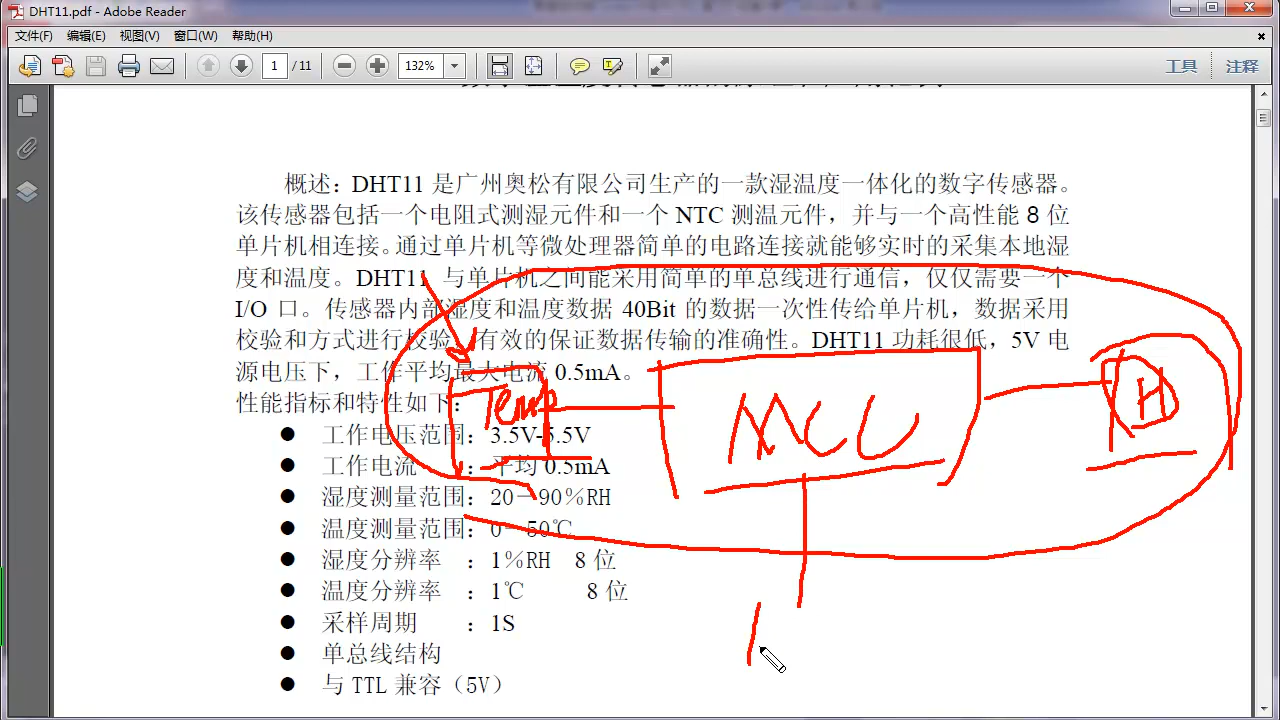 DHT11.pdf - Adobe Reader
文件(F) 编辑(E) 视图(V) 窗口(W) 帮助(H)
1 / 11 132% 工具 注释
概述：DHT11 是广州奥松有限公司生产的一款湿温度一体化的数字传感器。
该传感器包括一个电阻式测湿元件和一个 NTC 测温元件，并与一个高性能 8 位
单片机相连接。通过单片机等微处理器简单的电路连接就能够实时的采集本地湿
度和温度。DHT11 与单片机之间能采用简单的单总线进行通信，仅仅需要一个
I/O 口。传感器内部湿度和温度数据 40Bit 的数据一次性传给单片机，数据采用
校验和方式进行校验，有效的保证数据传输的准确性。DHT11 功耗很低，5V 电
源电压下，工作平均最大电流 0.5mA。
性能指标和特性如下：
Temp MCU H
● 工作电压范围：3.5V-5.5V
● 工作电流 ：平均 0.5mA
● 湿度测量范围：20－90％RH
● 温度测量范围：0－50℃
● 湿度分辨率 ：1％RH 8 位
● 温度分辨率 ：1℃ 8 位
● 采样周期 ：1S
● 单总线结构
● 与 TTL 兼容（5V）